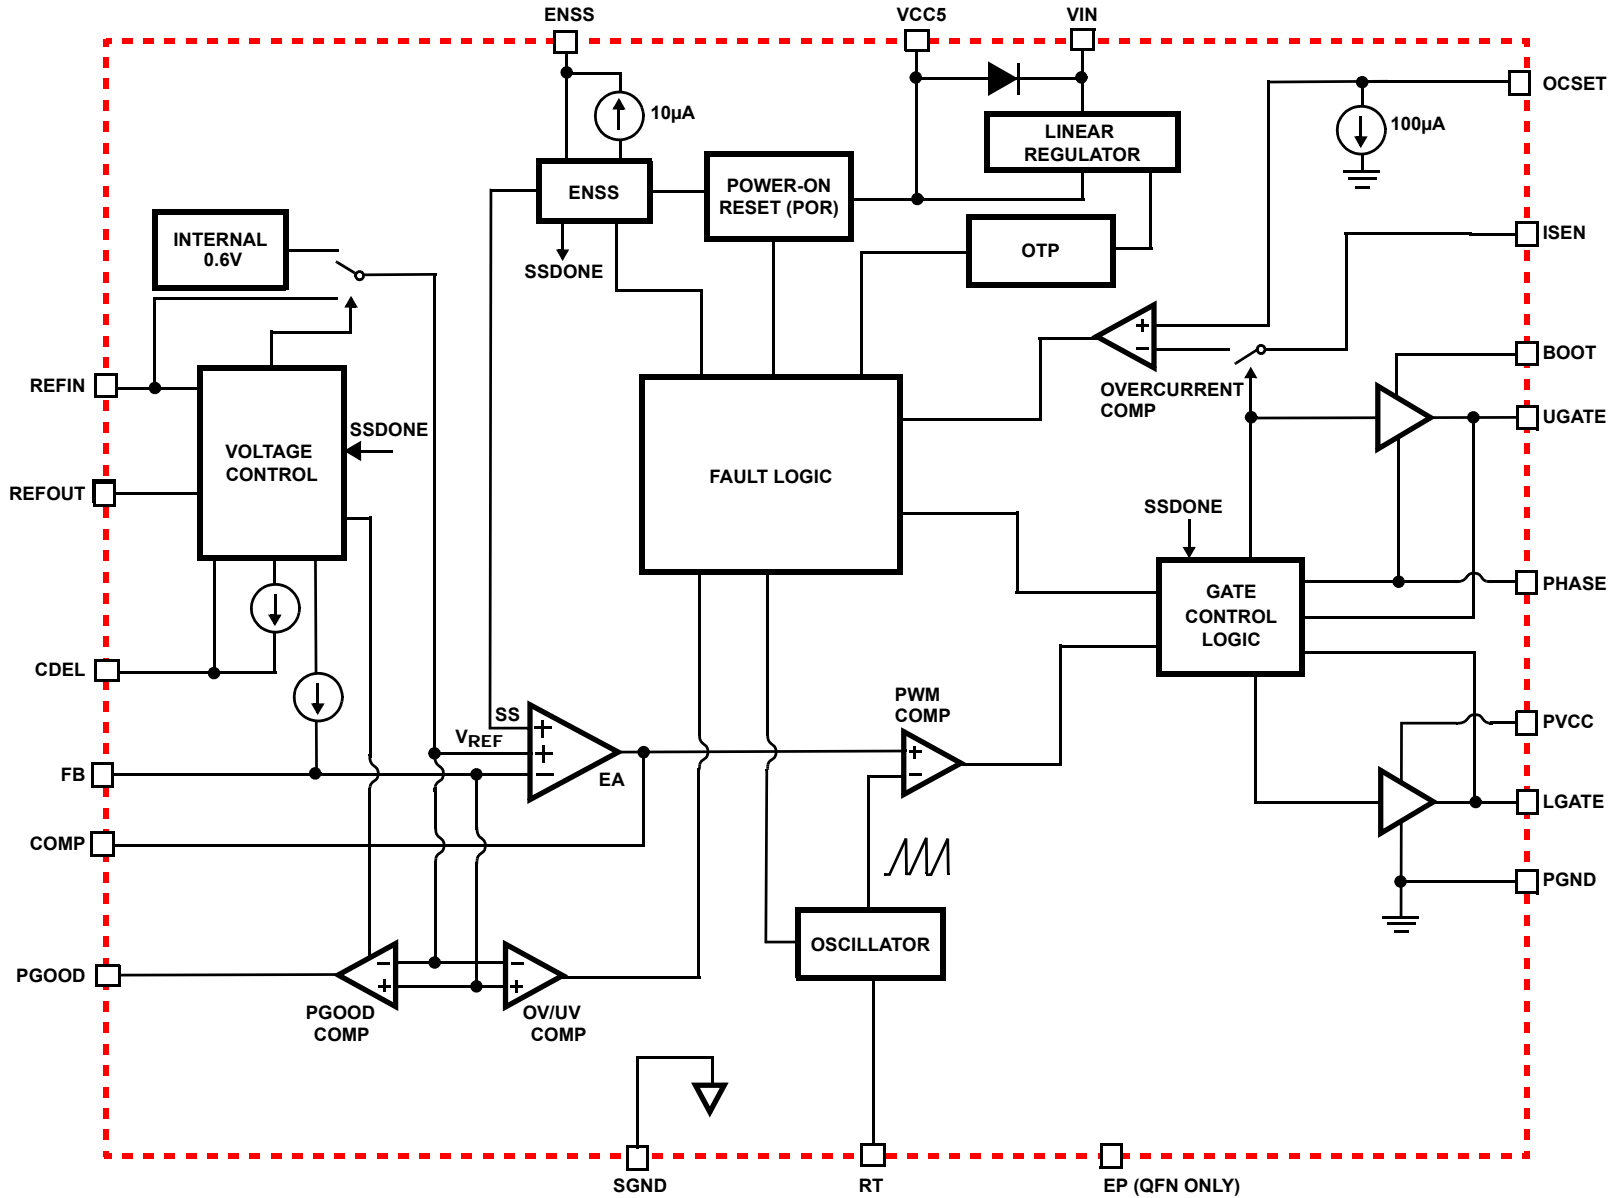 ENSS
VCC5
VIN
OCSET
10µA
100µA
LINEAR
REGULATOR
ENSS
POWER-ON
RESET (POR)
INTERNAL
0.6V
OTP
ISEN
SSDONE
+
−
BOOT
REFIN
OVERCURRENT
COMP
UGATE
SSDONE
VOLTAGE
CONTROL
FAULT LOGIC
REFOUT
SSDONE
GATE
CONTROL
LOGIC
PHASE
CDEL
PWM
COMP
SS
VREF
+
+
−
EA
+
−
PVCC
FB
LGATE
COMP
PGND
OSCILLATOR
PGOOD
−
+
−
+
PGOOD
COMP
OV/UV
COMP
SGND
RT
EP (QFN ONLY)